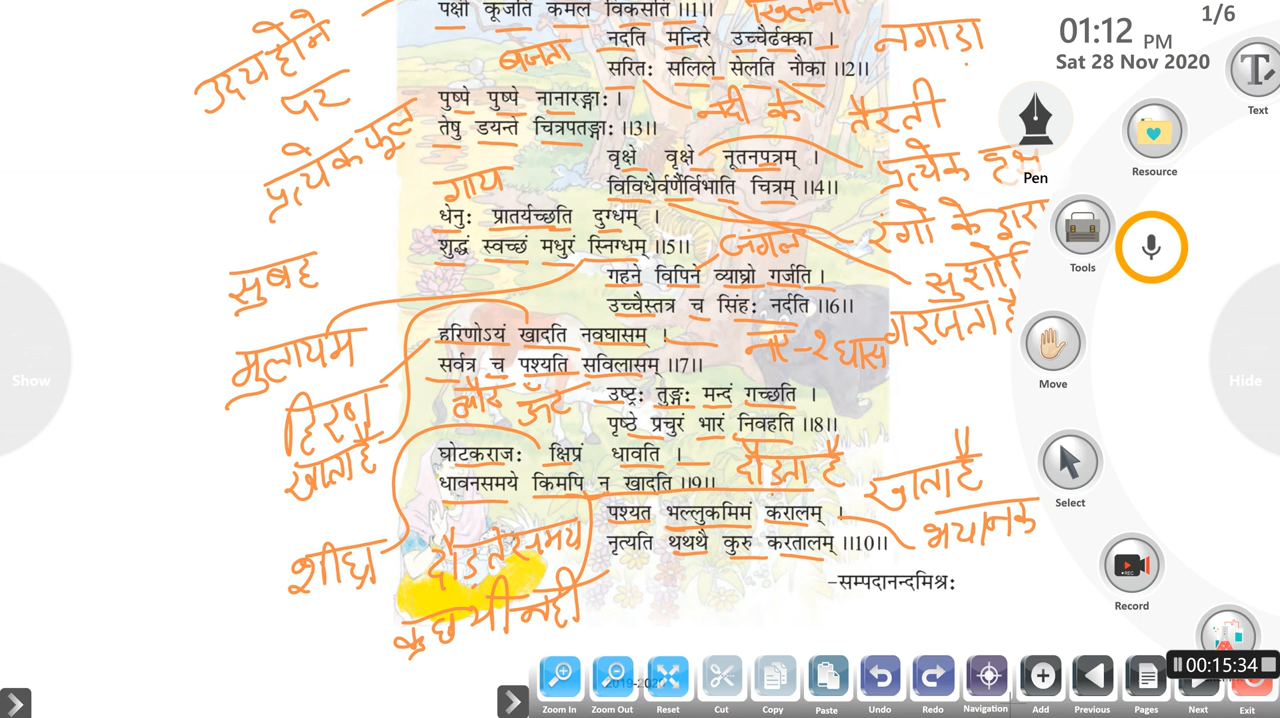 पक्षी कूजति कमलं विकसति ॥1॥ खिलना
1/6
01:12 PM
Sat 28 Nov 2020
Text
उदय होने
पर
बजता
नदति मन्दिरे उच्चैर्ढक्का ।
नगाड़ा
सरित: सलिले सेलति नौका ॥2॥
पुष्पे पुष्पे नानारङ्गा: ।
नदी के
तैरती
तेषु डयन्ते चित्रपतङ्गा: ॥3॥
प्रत्येक फूल
वृक्षे वृक्षे नूतनपत्रम् ।
प्रत्येक वृक्ष
विविधैर्वर्णैर्विभाति चित्रम् ॥4॥
गाय
Pen
Resource
धेनु: प्रातर्यच्छति दुग्धम् ।
रंगो के द्वारा
शुद्धं स्वच्छं मधुरं स्निग्धम् ॥5॥
जंगल
Tools
सुबह
गहने विपिने व्याघ्रो गर्जति ।
सुशोभि
उच्चैस्तत्र च सिंह: नर्दति ॥6॥
गरजता है
हरिणोऽयं खादति नवघासम् ।
नए-२ घास
मुलायम
सर्वत्र च पश्यति सविलासम् ॥7॥
Show
Move
Hide
हिरण
और ऊँट
उष्ट्र: तुङ्ग: मन्दं गच्छति ।
पृष्ठे प्रचुरं भारं निवहति ॥8॥
खाता है
घोटकराज: क्षिप्रं धावति ।
दौड़ता है
धावनसमये किमपि न खादति ॥9॥
खाता है
Select
पश्यत भल्लुकमिमं करालम् ।
भयानक
नृत्यति थथथै कुरु करतालम् ॥10॥
शीघ्र
दौड़ते समय
-सम्पदानन्दमिश्र:
Record
कुछ भी नही
00:15:34
Zoom In
Zoom Out
Reset
Cut
Copy
Paste
Undo
Redo
Navigation
Add
Previous
Pages
Next
Exit